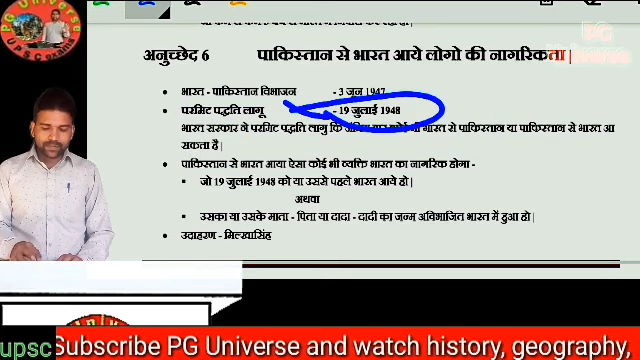 PG Universe
UPSC exams
PG
अनुच्छेद 6 पाकिस्तान से भारत आये लोगो की नागरिकता |
भारत - पाकिस्तान विभाजन - 3 जून 1947
परमिट पद्धति लागू - 19 जुलाई 1948
भारत सरकार ने परमिट पद्धति लागु कि भारत से पाकिस्तान या पाकिस्तान से भारत आ
सकता है |
पाकिस्तान से भारत आया ऐसा कोई भी व्यक्ति भारत का नागरिक होगा -
जो 19 जुलाई 1948 को या उससे पहले भारत आये हो |
अथवा
उसका या उसके माता - पिता या दादा - दादी का जन्म अविभाजित भारत में हुआ हो |
उदाहरण - मिल्खासिंह
upsc Subscribe PG Universe and watch history, geography,